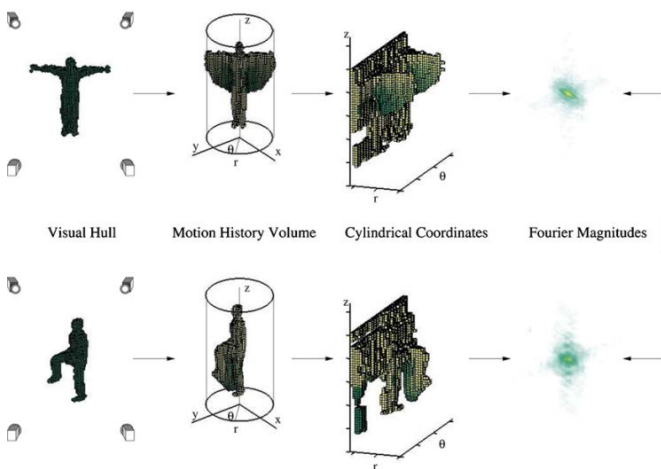 z
y
θ
r
x
z
r
θ
Visual Hull
Motion History Volume
Cylindrical Coordinates
Fourier Magnitudes
z
y
θ
r
x
z
r
θ